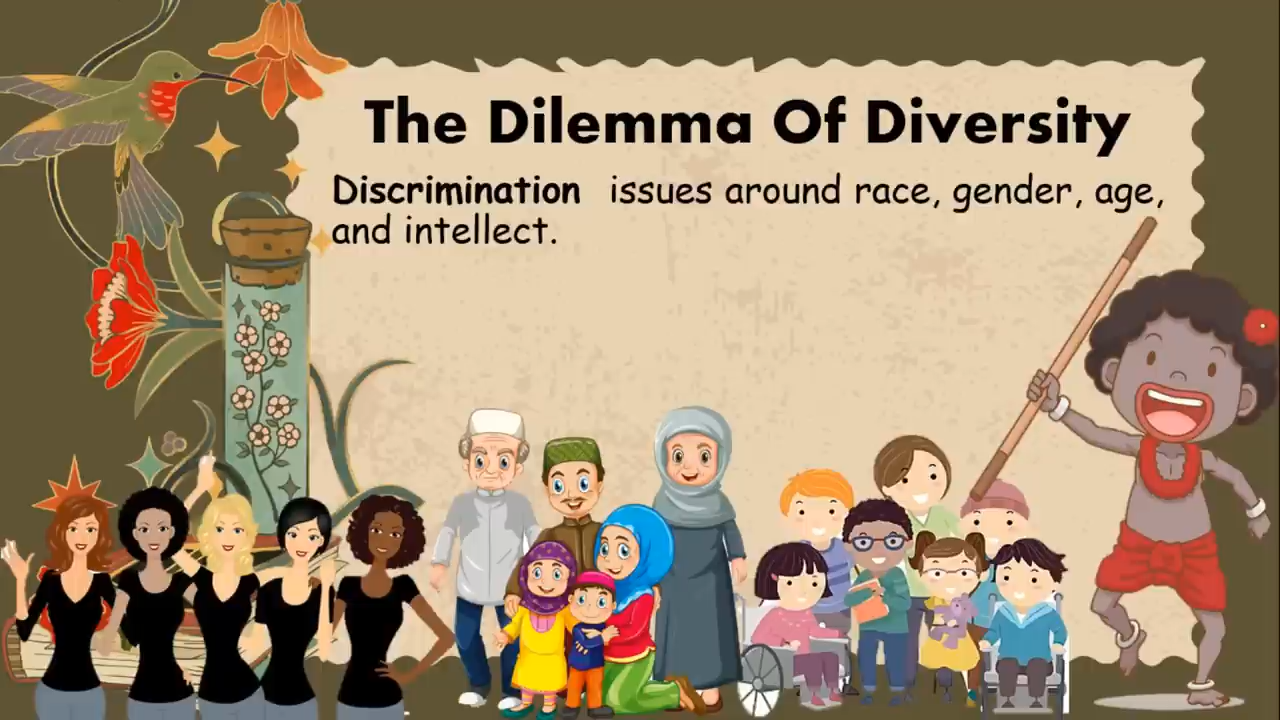 The Dilemma Of Diversity
Discrimination issues around race, gender, age,
and intellect.